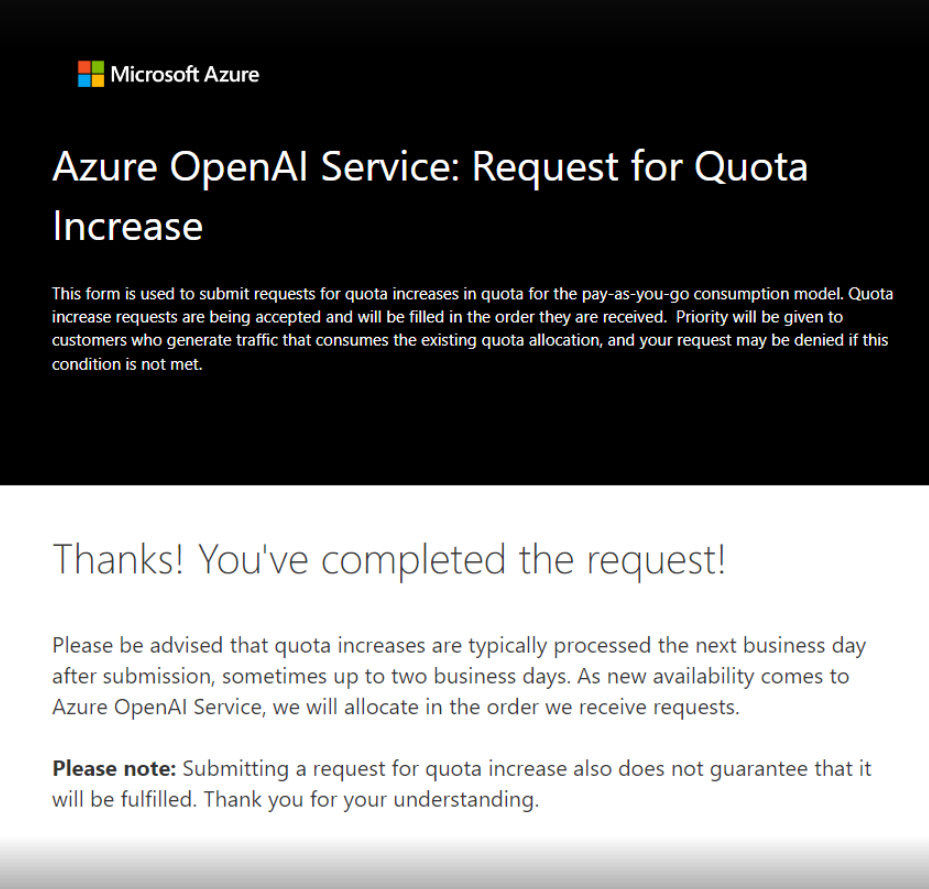 Microsoft Azure
Azure OpenAI Service: Request for Quota
Increase
This form is used to submit requests for quota increases in quota for the pay-as-you-go consumption model. Quota
increase requests are being accepted and will be filled in the order they are received.  Priority will be given to
customers who generate traffic that consumes the existing quota allocation, and your request may be denied if this
condition is not met.
Thanks! You've completed the request!
Please be advised that quota increases are typically processed the next business day
after submission, sometimes up to two business days. As new availability comes to
Azure OpenAI Service, we will allocate in the order we receive requests.
Please note: Submitting a request for quota increase also does not guarantee that it
will be fulfilled. Thank you for your understanding.